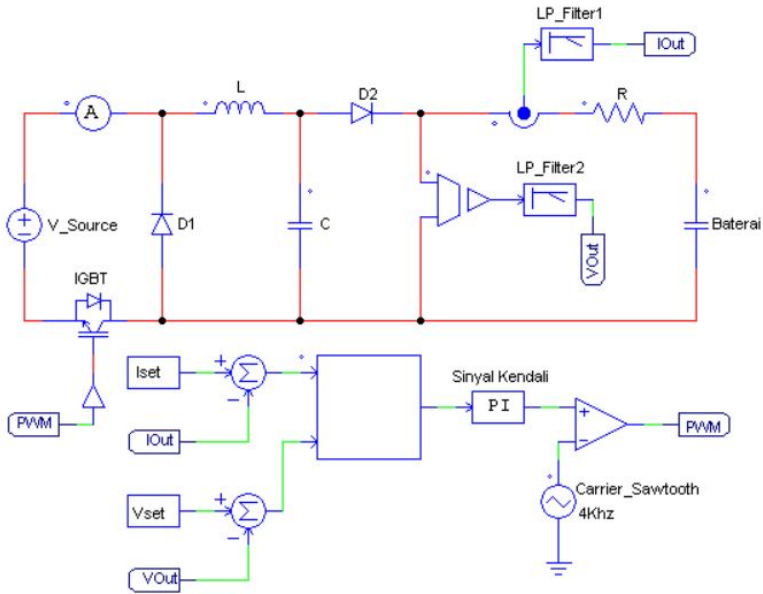 LP_Filter1
IOut
A
L
D2
R
LP_Filter2
V_Source
D1
C
Baterai
VOut
IGBT
PWM
Iset
+
Σ
−
IOut
Vset
+
Σ
−
VOut
Sinyal Kendali
PI
+
−
PWM
Carrier_Sawtooth
4Khz